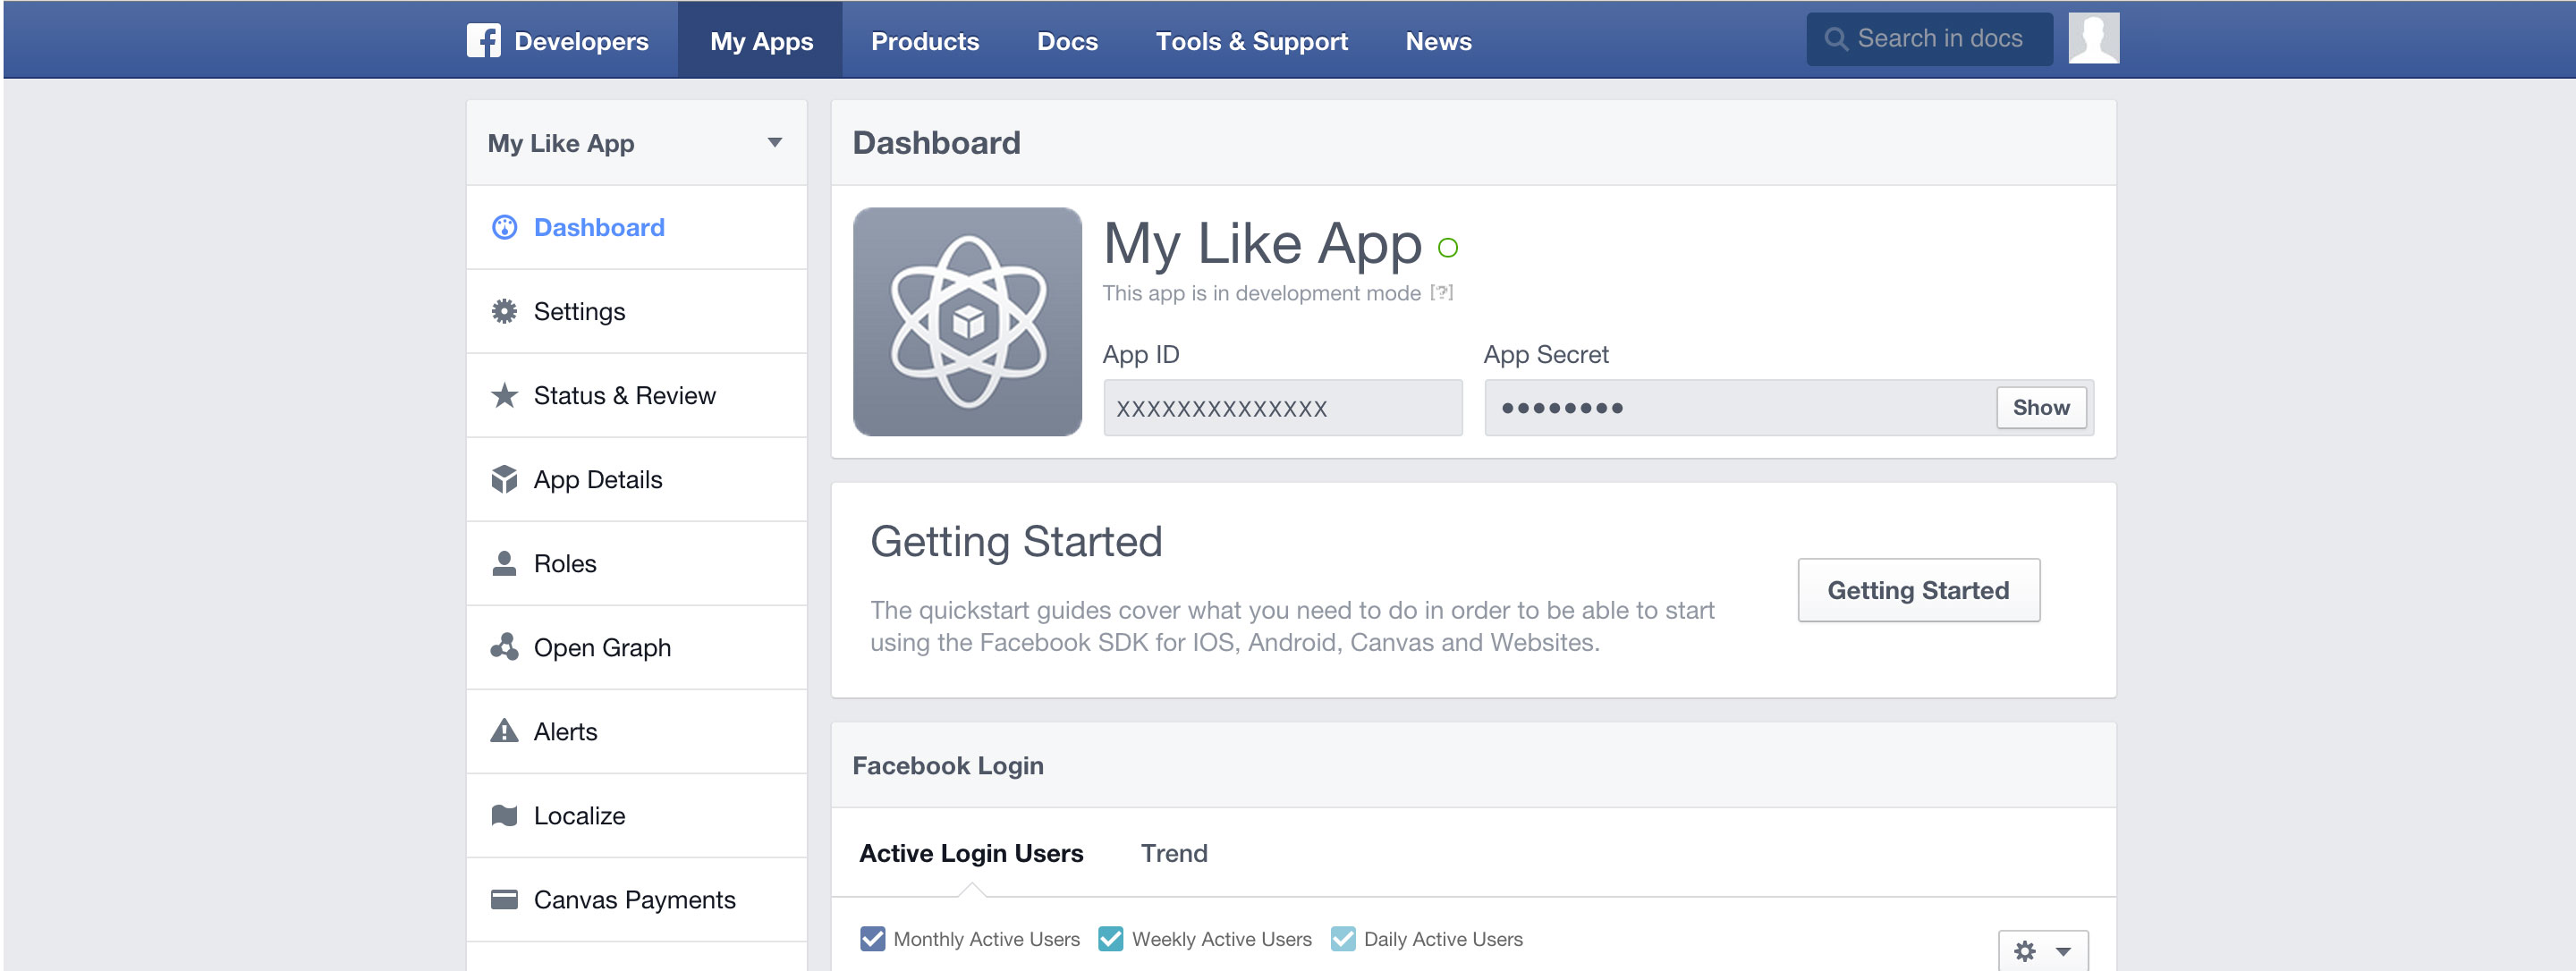 Developers
My Apps
Products
Docs
Tools & Support
News
Search in docs
My Like App
Dashboard
Settings
Status & Review
App Details
Roles
Open Graph
Alerts
Localize
Canvas Payments
Dashboard
My Like App
This app is in development mode [?]
App ID
XXXXXXXXXXXXXX
App Secret
••••••••
Show
Getting Started
The quickstart guides cover what you need to do in order to be able to start
using the Facebook SDK for IOS, Android, Canvas and Websites.
Getting Started
Facebook Login
Active Login Users
Trend
Monthly Active Users
Weekly Active Users
Daily Active Users